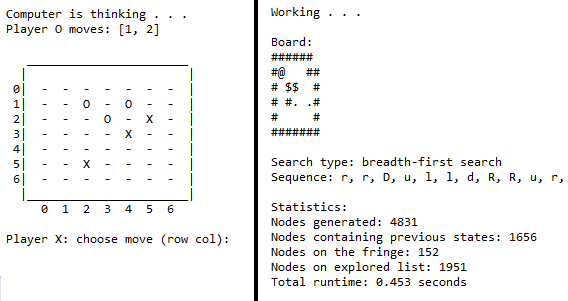 Computer is thinking . . .
Player O moves: [1, 2]
0| - - - - - - - |
1| - - O - O - - |
2| - - - O - X - |
3| - - - - X - - |
4| - - - - - - - |
5| - - X - - - - |
6| - - - - - - - |
0 1 2 3 4 5 6
Player X: choose move (row col):
Working . . .
Board:
######
#@   ##
# $$  #
# #. .#
#     #
#######
Search type: breadth-first search
Sequence: r, r, D, u, l, l, d, R, R, u, r,
Statistics:
Nodes generated: 4831
Nodes containing previous states: 1656
Nodes on the fringe: 152
Nodes on explored list: 1951
Total runtime: 0.453 seconds